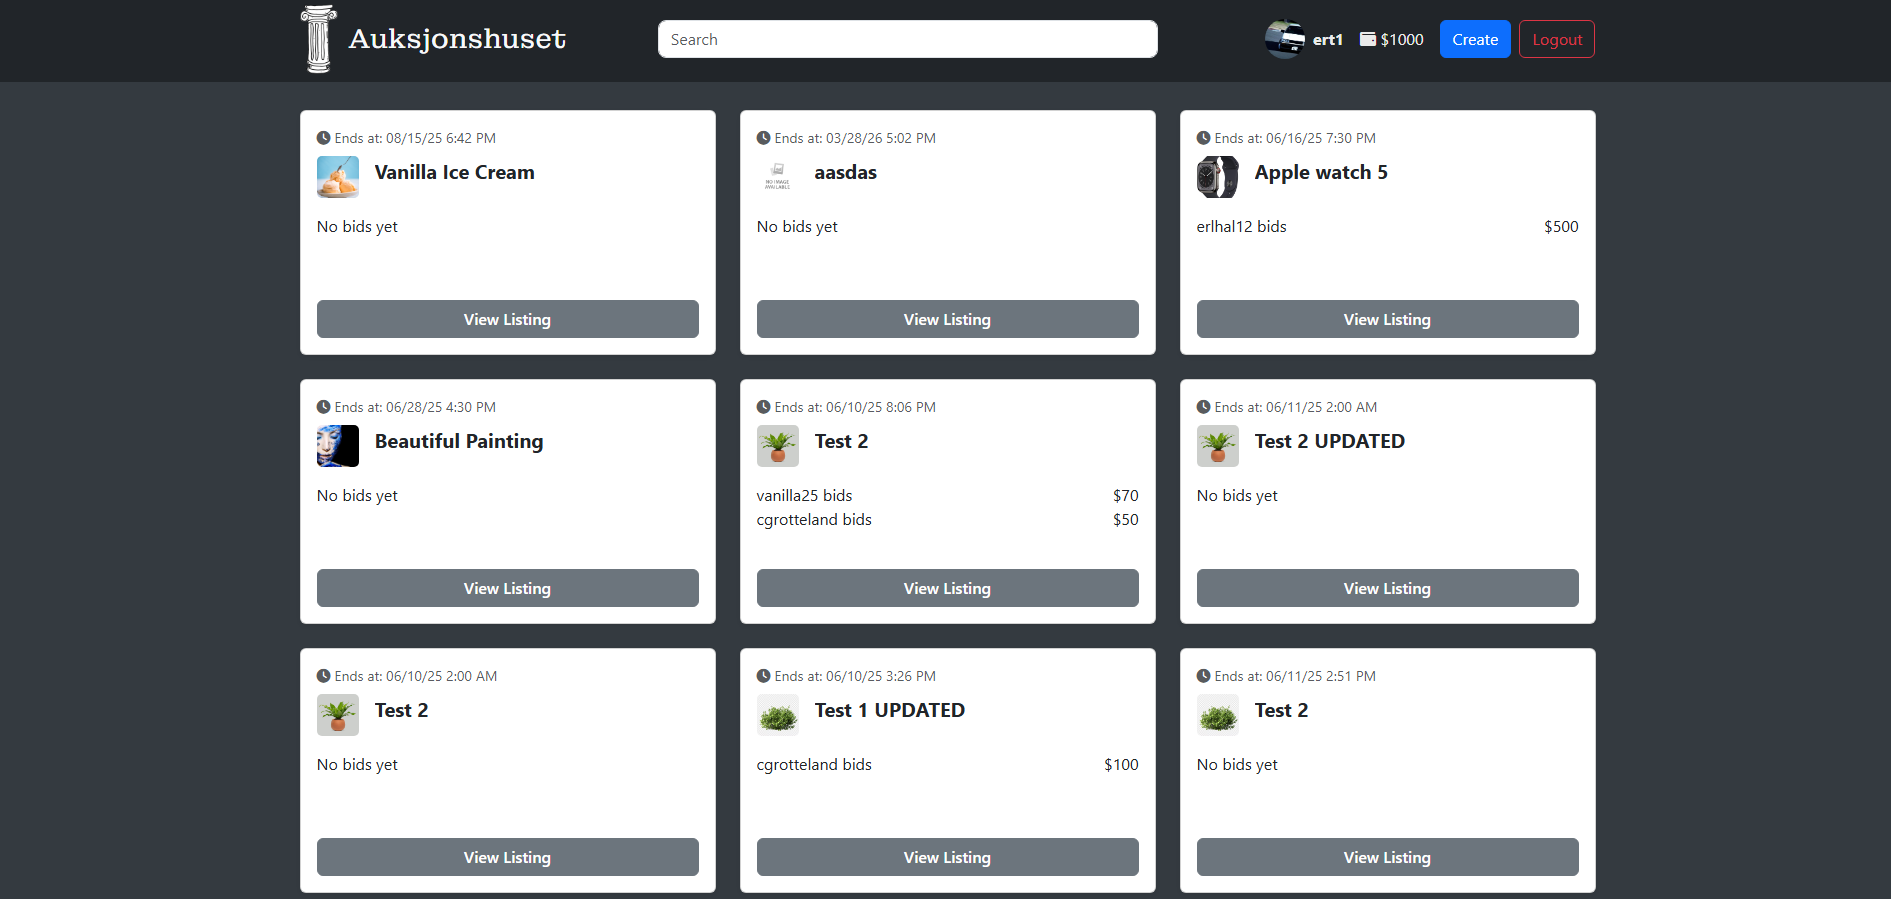 Auksjonshuset
Search
ert1
$1000
Create
Logout
Ends at: 08/15/25 6:42 PM
Vanilla Ice Cream
No bids yet
View Listing
Ends at: 03/28/26 5:02 PM
NO IMAGE
AVAILABLE
aasdas
No bids yet
View Listing
Ends at: 06/16/25 7:30 PM
Apple watch 5
erlhal12 bids $500
View Listing
Ends at: 06/28/25 4:30 PM
Beautiful Painting
No bids yet
View Listing
Ends at: 06/10/25 8:06 PM
Test 2
vanilla25 bids $70
cgrotteland bids $50
View Listing
Ends at: 06/11/25 2:00 AM
Test 2 UPDATED
No bids yet
View Listing
Ends at: 06/10/25 2:00 AM
Test 2
No bids yet
View Listing
Ends at: 06/10/25 3:26 PM
Test 1 UPDATED
cgrotteland bids $100
View Listing
Ends at: 06/11/25 2:51 PM
Test 2
No bids yet
View Listing